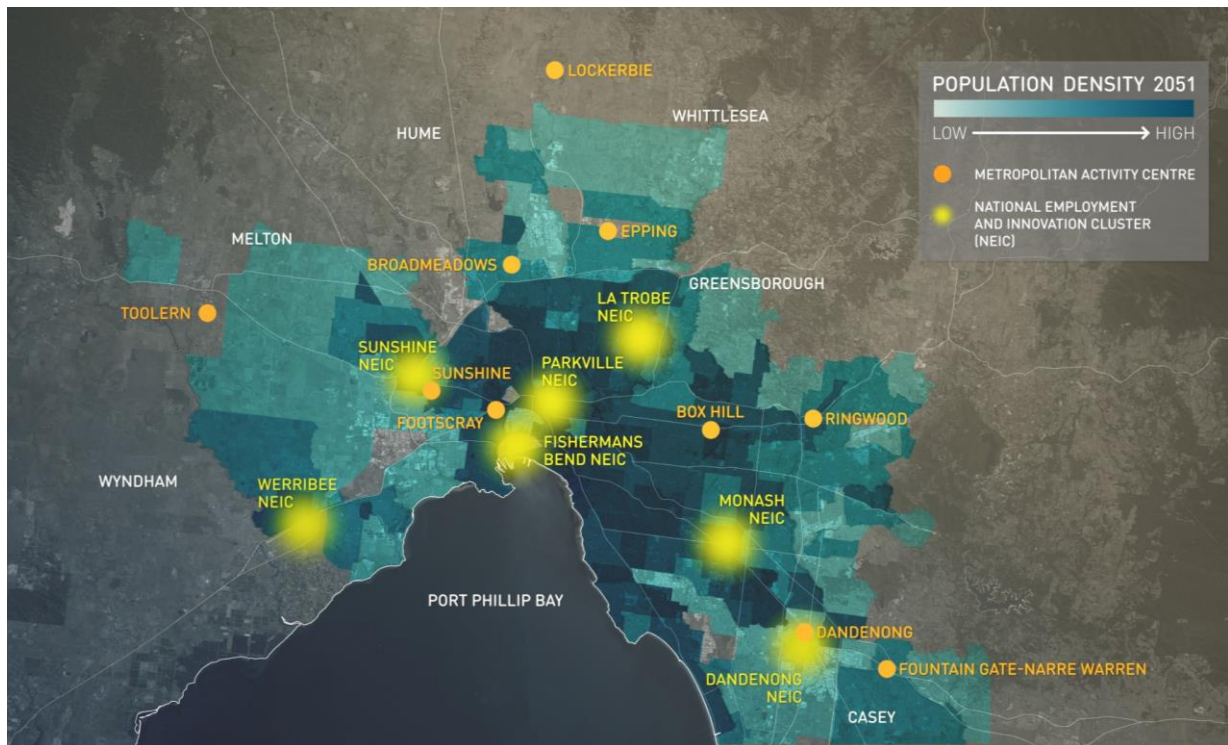 LOCKERBIE
WHITTLESEA
HUME
POPULATION DENSITY 2051
LOW
HIGH
METROPOLITAN ACTIVITY CENTRE
NATIONAL EMPLOYMENT
AND INNOVATION CLUSTER
(NEIC)
EPPING
MELTON
BROADMEADOWS
GREENSBOROUGH
LA TROBE
NEIC
TOOLERN
SUNSHINE
NEIC
SUNSHINE
PARKVILLE
NEIC
FOOTSCRAY
BOX HILL
RINGWOOD
FISHERMANS
BEND NEIC
WYNDHAM
WERRIBEE
NEIC
MONASH
NEIC
PORT PHILLIP BAY
DANDENONG
FOUNTAIN GATE-NARRE WARREN
DANDENONG
NEIC
CASEY